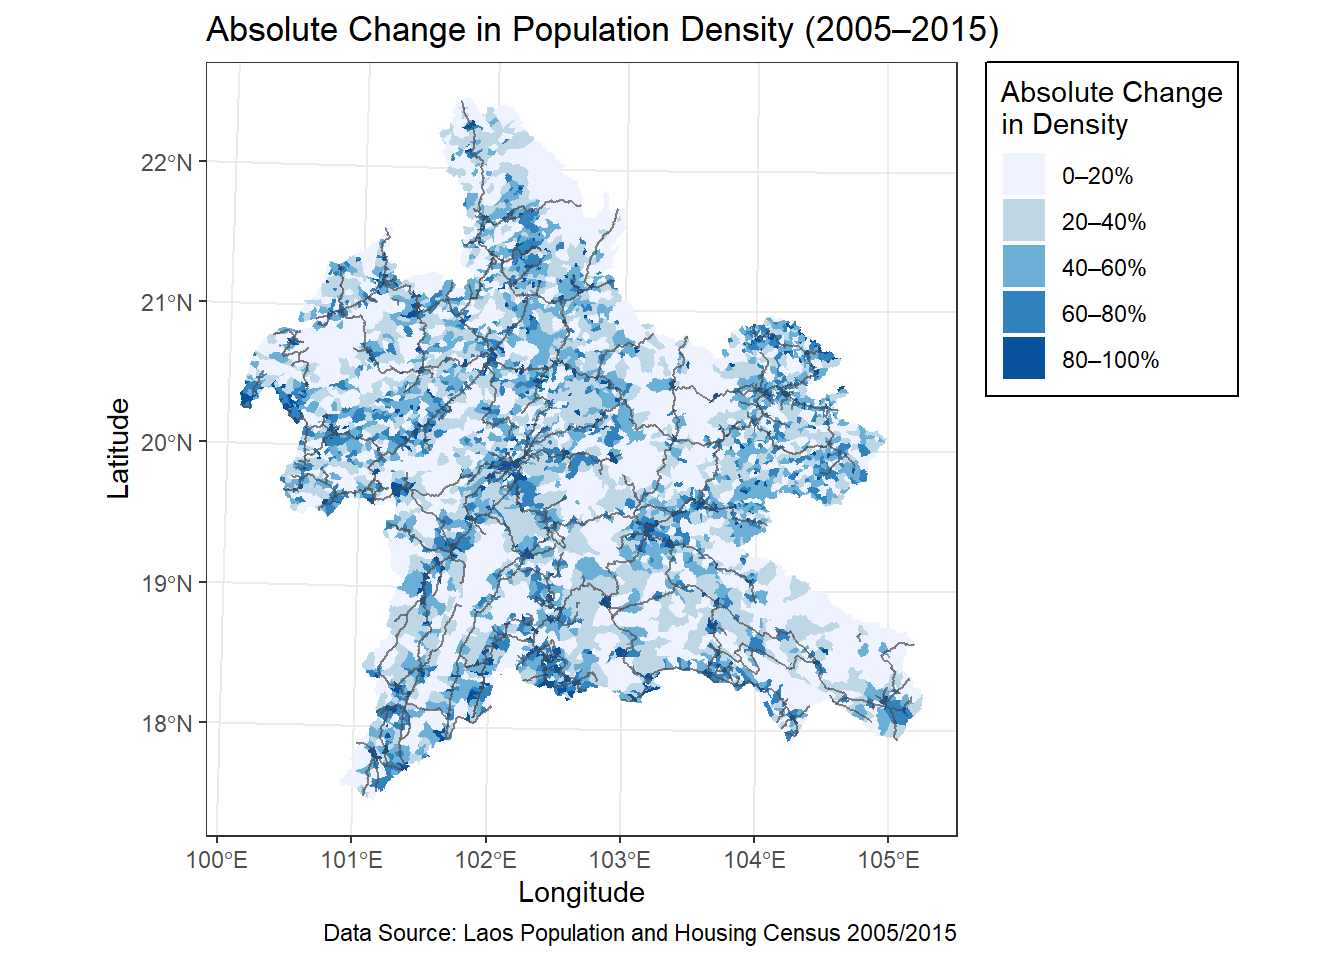 Absolute Change in Population Density (2005–2015)
Absolute Change
in Density
0–20%
20–40%
40–60%
60–80%
80–100%
22°N
21°N
20°N
19°N
18°N
Latitude
100°E
101°E
102°E
103°E
104°E
105°E
Longitude
Data Source: Laos Population and Housing Census 2005/2015